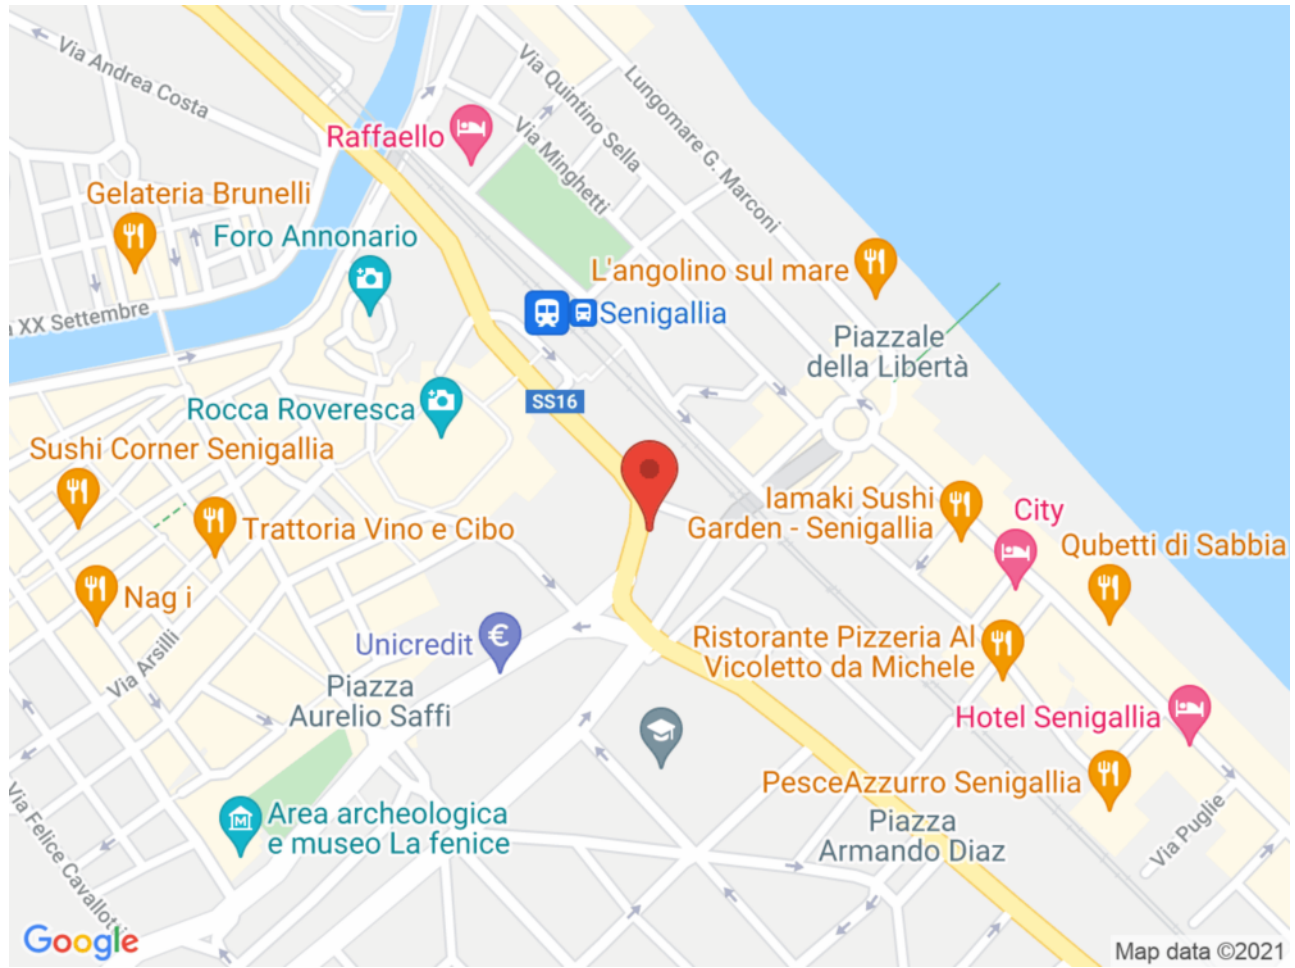 Via Andrea Costa
Via Quintino Sella
Lungomare G. Marconi
Raffaello
Via Minghetti
Gelateria Brunelli
Foro Annonario
L'angolino sul mare
XX Settembre
Senigallia
Piazzale
della Libertà
SS16
Rocca Roveresca
Sushi Corner Senigallia
Iamaki Sushi
Garden - Senigallia
City
Trattoria Vino e Cibo
Qubetti di Sabbia
Nag i
Via Arsilli
Unicredit
€
Ristorante Pizzeria Al
Vicoletto da Michele
Piazza
Aurelio Saffi
Hotel Senigallia
PesceAzzurro Senigallia
Area archeologica
e museo La fenice
M
Piazza
Armando Diaz
Via Puglie
Via Felice Cavallotti
Google
Map data ©2021